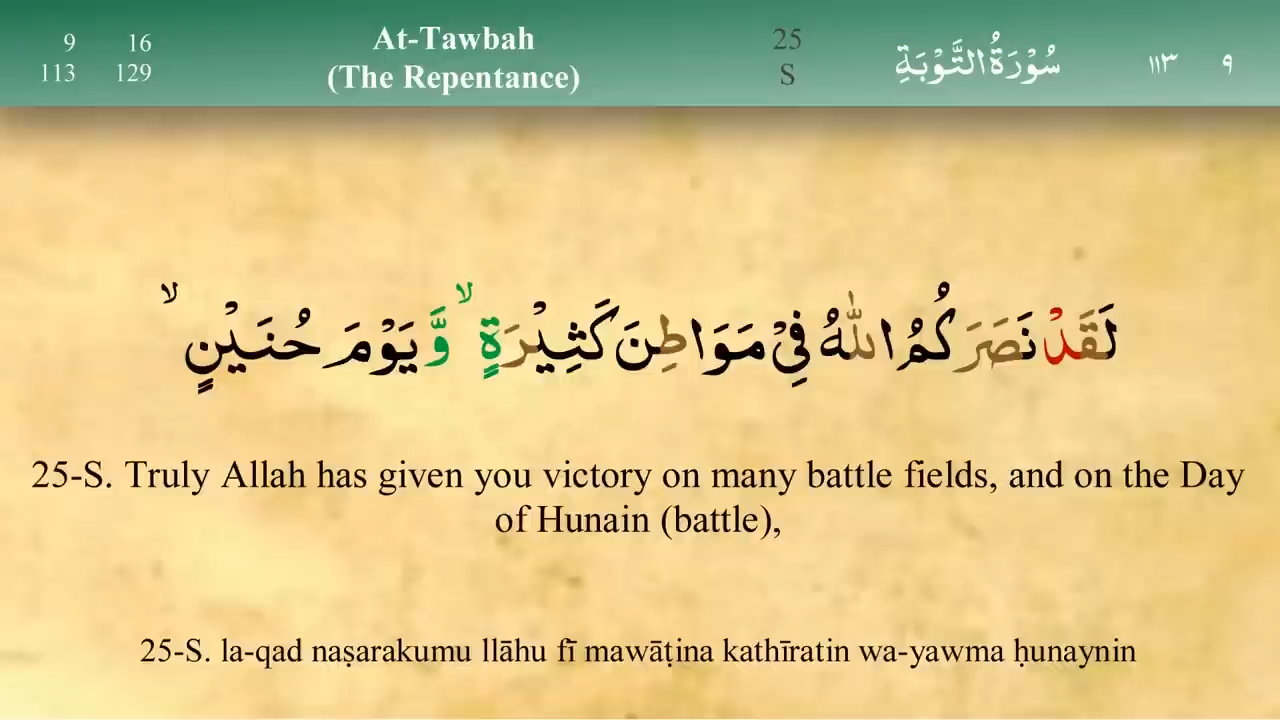 9 16 At-Tawbah 25 سُوْرَةُ التَّوْبَةِ ١١٣ ٩
113 129 (The Repentance) S
لَقَدْ نَصَرَكُمُ اللّٰهُ فِيْ مَوَاطِنَ كَثِيْرَةٍ ۙ وَّيَوْمَ حُنَيْنٍ ۙ
25-S. Truly Allah has given you victory on many battle fields, and on the Day
of Hunain (battle),
25-S. la-qad naṣarakumu llāhu fī mawāṭina kathīratin wa-yawma ḥunaynin